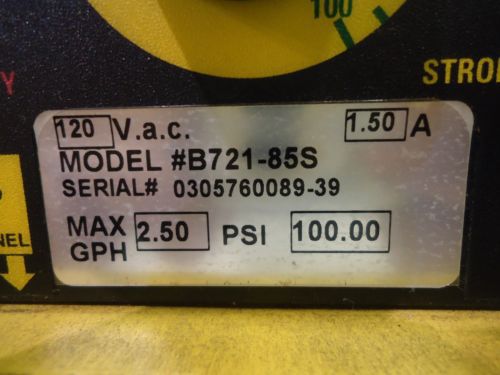 100
STRO
120 V.a.c. 1.50 A
MODEL #B721-85S
SERIAL# 0305760089-39
MAX GPH 2.50 PSI 100.00
NEL
Y